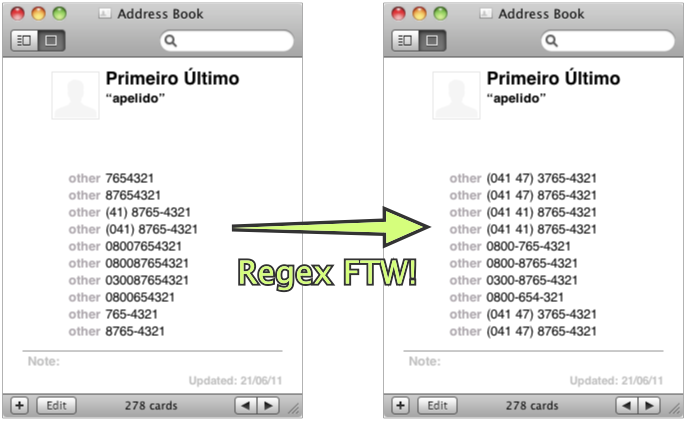 Address Book
Primeiro Último
“apelido”
other 7654321
other 87654321
other (41) 8765-4321
other (041) 8765-4321
other 08007654321
other 080087654321
other 030087654321
other 0800654321
other 765-4321
other 8765-4321
Note:
Updated: 21/06/11
Edit
278 cards
Regex FTW!
Address Book
Primeiro Último
“apelido”
other (041 47) 3765-4321
other (041 47) 8765-4321
other (041 41) 8765-4321
other (041 41) 8765-4321
other 0800-765-4321
other 0800-8765-4321
other 0300-8765-4321
other 0800-654-321
other (041 47) 3765-4321
other (041 47) 8765-4321
Note:
Updated: 21/06/11
Edit
278 cards